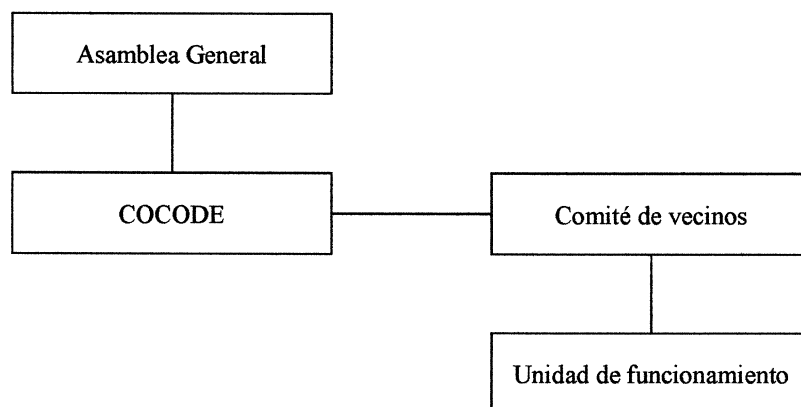 Asamblea General
COCODE
Comité de vecinos
Unidad de funcionamiento